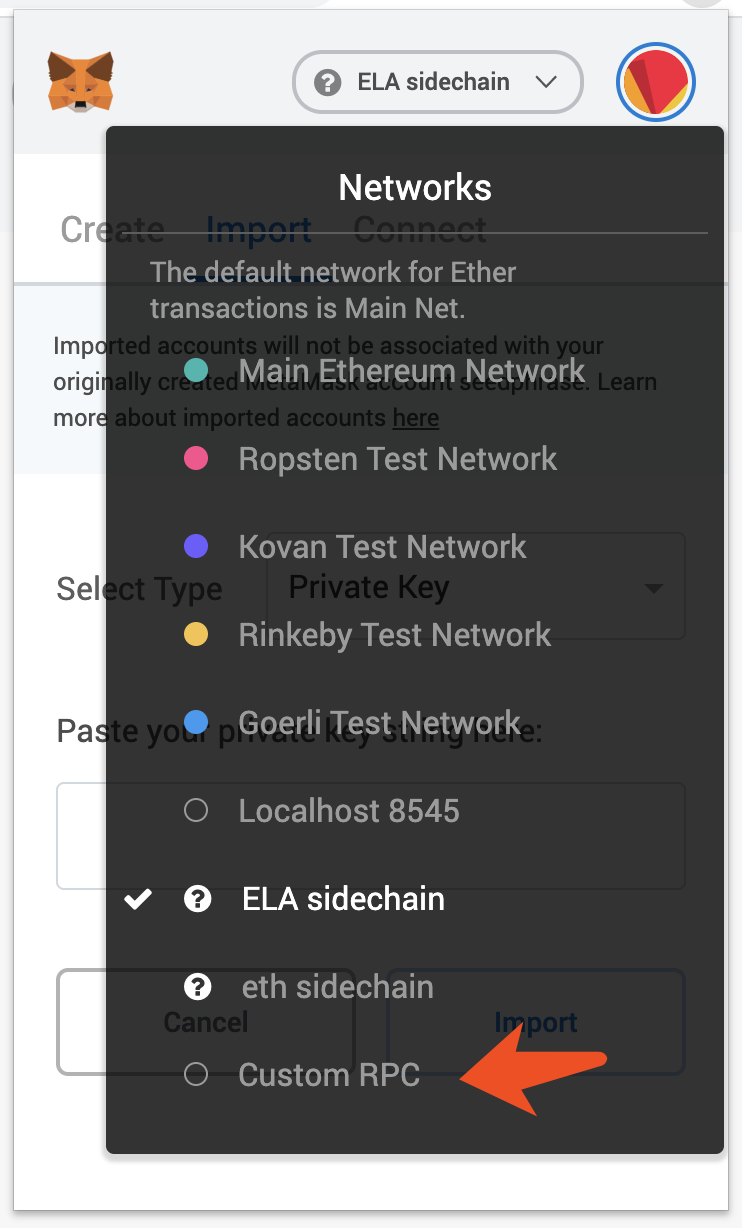 ELA sidechain
Networks
Create Import Connect
The default network for Ether
transactions is Main Net.
Imported accounts will not be associated with your
Main Ethereum Network
originally created MetaMask account seedphrase. Learn
more about imported accounts here
Ropsten Test Network
Kovan Test Network
Select Type Private Key
Rinkeby Test Network
Goerli Test Network
Paste your private key string here:
Localhost 8545
ELA sidechain
eth sidechain
Cancel Import
Custom RPC